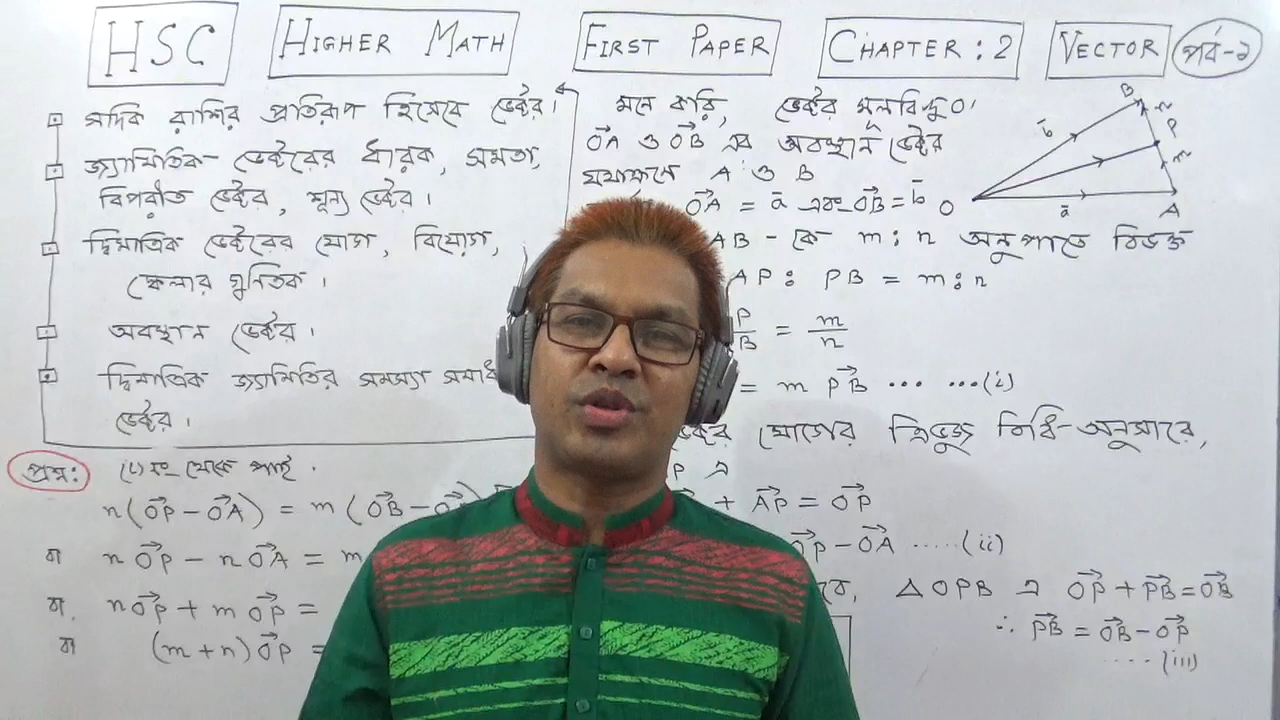 HSC HIGHER MATH FIRST PAPER CHAPTER : 2 VECTOR পর্ব-১
সদিক রাশির প্রতিরূপ হিসেবে ভেক্টর।
জ্যামিতিক ভেক্টরের ধারক, সমতা,
বিপরীত ভেক্টর, শূন্য ভেক্টর।
দ্বিমাত্রিক ভেক্টরের যোগ, বিয়োগ,
স্কেলার গুনিতক।
অবস্থান ভেক্টর।
দ্বিমাত্রিক জ্যামিতির সমস্যা
ভেক্টর।
প্রশ্ন: (i) নং থেকে পাই।
n(OP→ - OA→) = m(OB→ -
বা nOP→ - nOA→ = m
বা, nOP→ + mOP→ =
বা (m+n)OP→ =
মনে করি, ভেক্টর মূলবিন্দু O।
OA→ ও OB→ এর অবস্থান ভেক্টর
যথাক্রমে A ও B
OA→ = a̅ এবং OB→ = b̅
AB - কে m : n অনুপাতে বিভক্ত
AP : PB = m : n
= m/n
= m PB→ ... ...(i)
যোগের ত্রিভুজ বিধি-অনুসারে,
এ
+ AP→ = OP→
OP→ - OA→ .....(ii)
△OPB এ OP→ + PB→ = OB→
∴ PB→ = OB→ - OP→
....(iii)
B
n
b̅
P
m
O
a̅
A